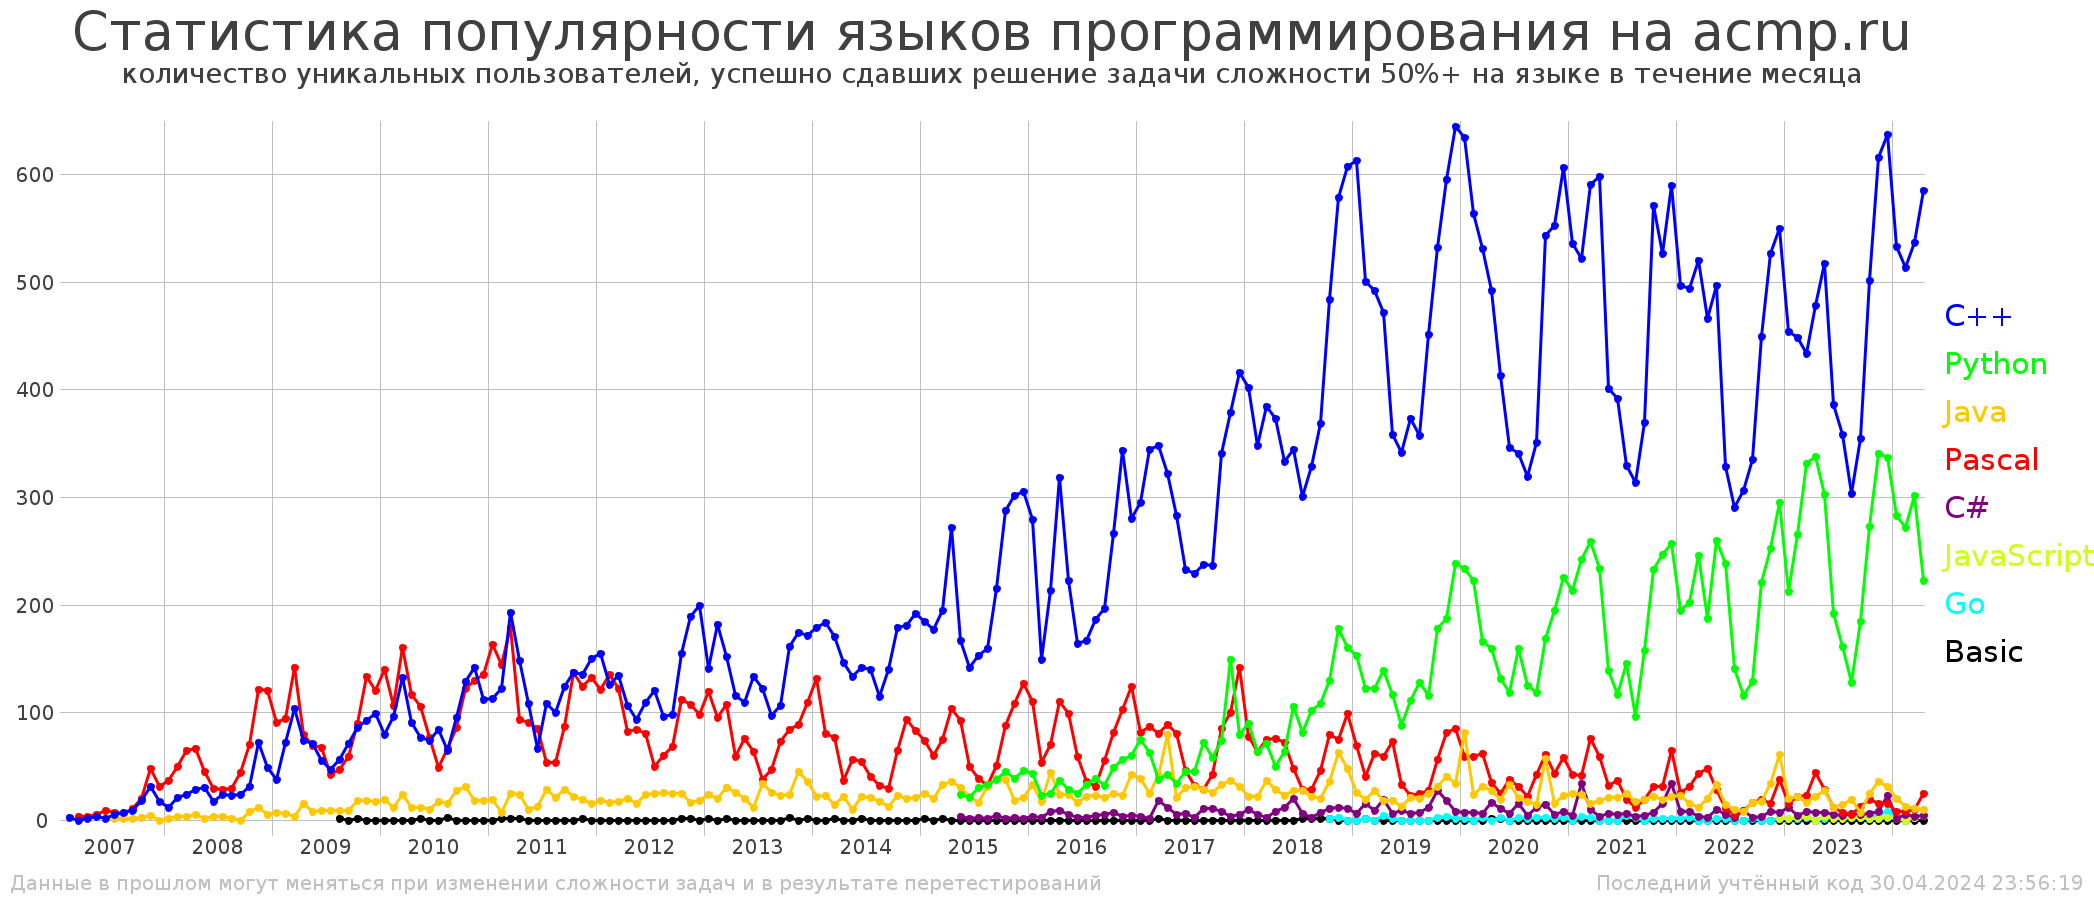 Статистика популярности языков программирования на acmp.ru
количество уникальных пользователей, успешно сдавших решение задачи сложности 50%+ на языке в течение месяца
600
500
400
300
200
100
0
C++
Python
Java
Pascal
C#
JavaScript
Go
Basic
2007 2008 2009 2010 2011 2012 2013 2014 2015 2016 2017 2018 2019 2020 2021 2022 2023
Данные в прошлом могут меняться при изменении сложности задач и в результате перетестирований
Последний учтённый код 30.04.2024 23:56:19